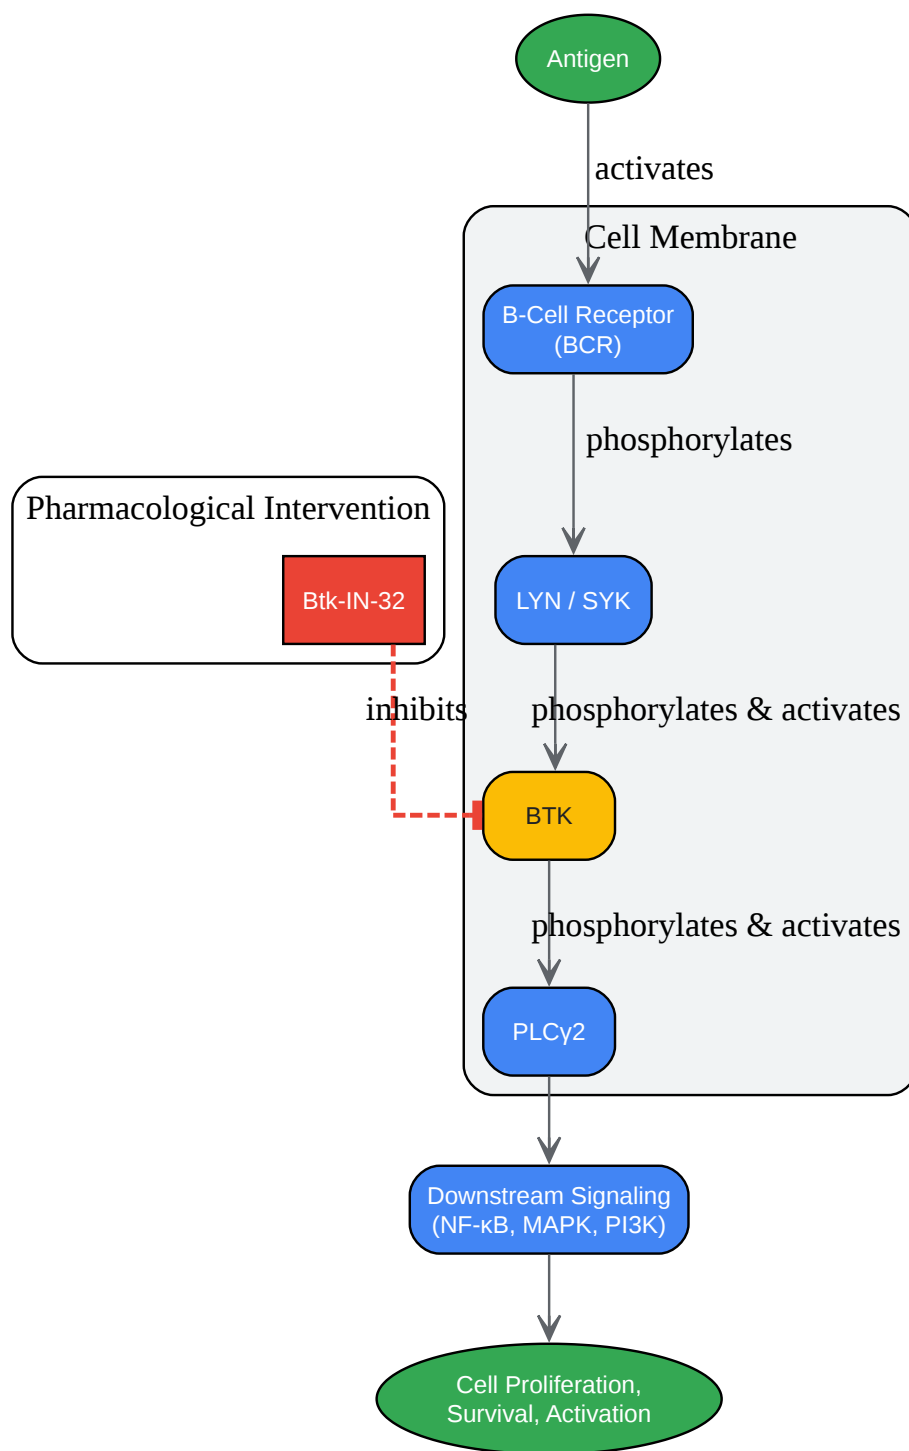 Antigen
activates
Cell Membrane
B-Cell Receptor
(BCR)
phosphorylates
Pharmacological Intervention
Btk-IN-32
LYN / SYK
inhibits
phosphorylates & activates
BTK
phosphorylates & activates
PLCγ2
Downstream Signaling
(NF-κB, MAPK, PI3K)
Cell Proliferation,
Survival, Activation